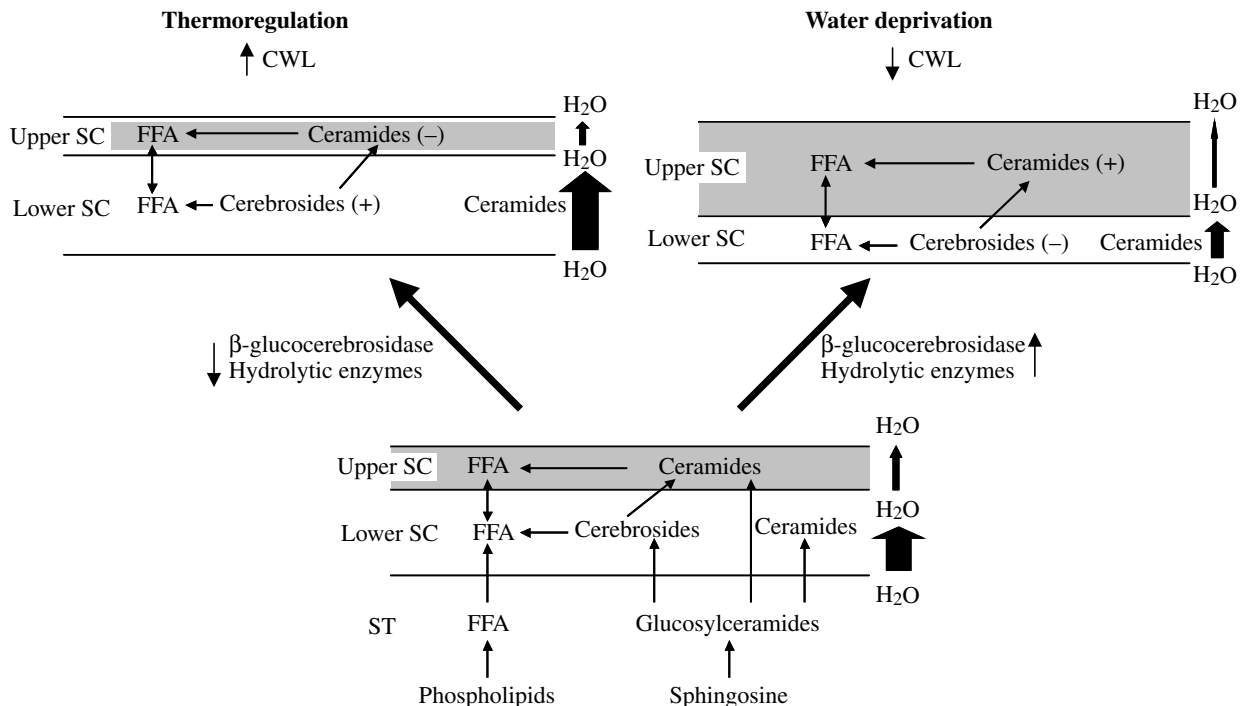 Thermoregulation
↑ CWL
H2O
Upper SC FFA Ceramides (–)
H2O
Lower SC FFA Cerebrosides (+) Ceramides
H2O
Water deprivation
↓ CWL
H2O
Upper SC FFA Ceramides (+)
H2O
Lower SC FFA Cerebrosides (–) Ceramides
H2O
β-glucocerebrosidase
Hydrolytic enzymes
β-glucocerebrosidase
Hydrolytic enzymes
H2O
Upper SC FFA Ceramides
H2O
Lower SC FFA Cerebrosides Ceramides
H2O
ST FFA Glucosylceramides
Phospholipids Sphingosine